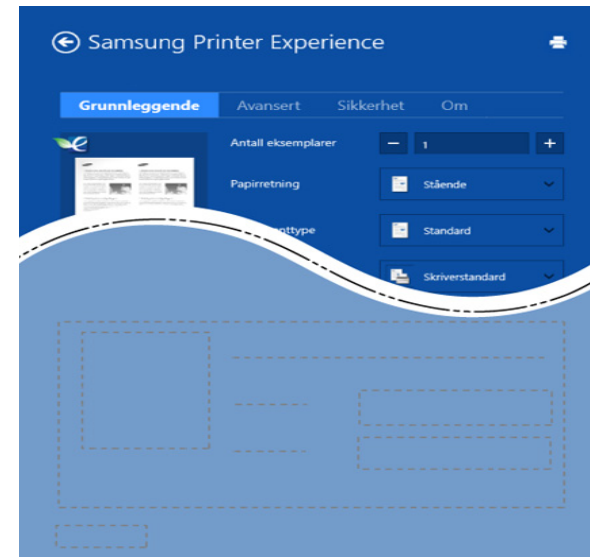 Samsung Printer Experience
Grunnleggende Avansert Sikkerhet Om
Antall eksemplarer 1
Papirretning Stående
Standard
Skriverstandard